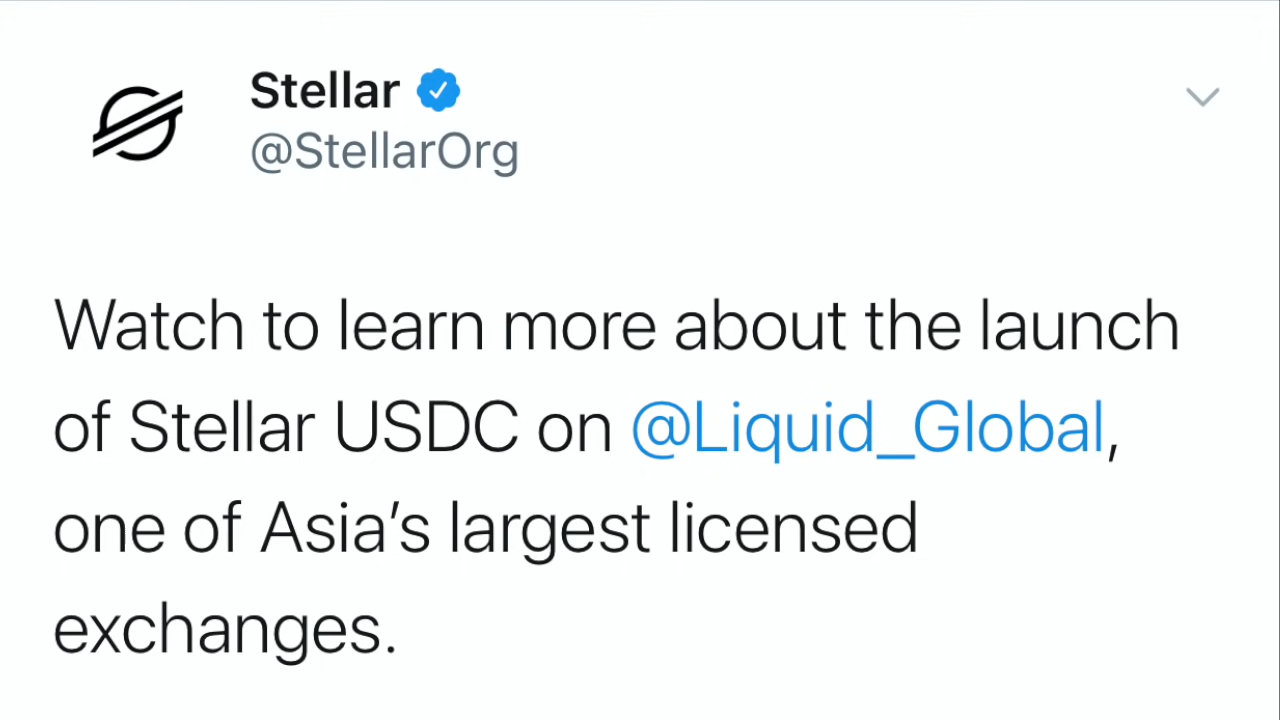 Stellar
@StellarOrg
Watch to learn more about the launch
of Stellar USDC on @Liquid_Global,
one of Asia’s largest licensed
exchanges.